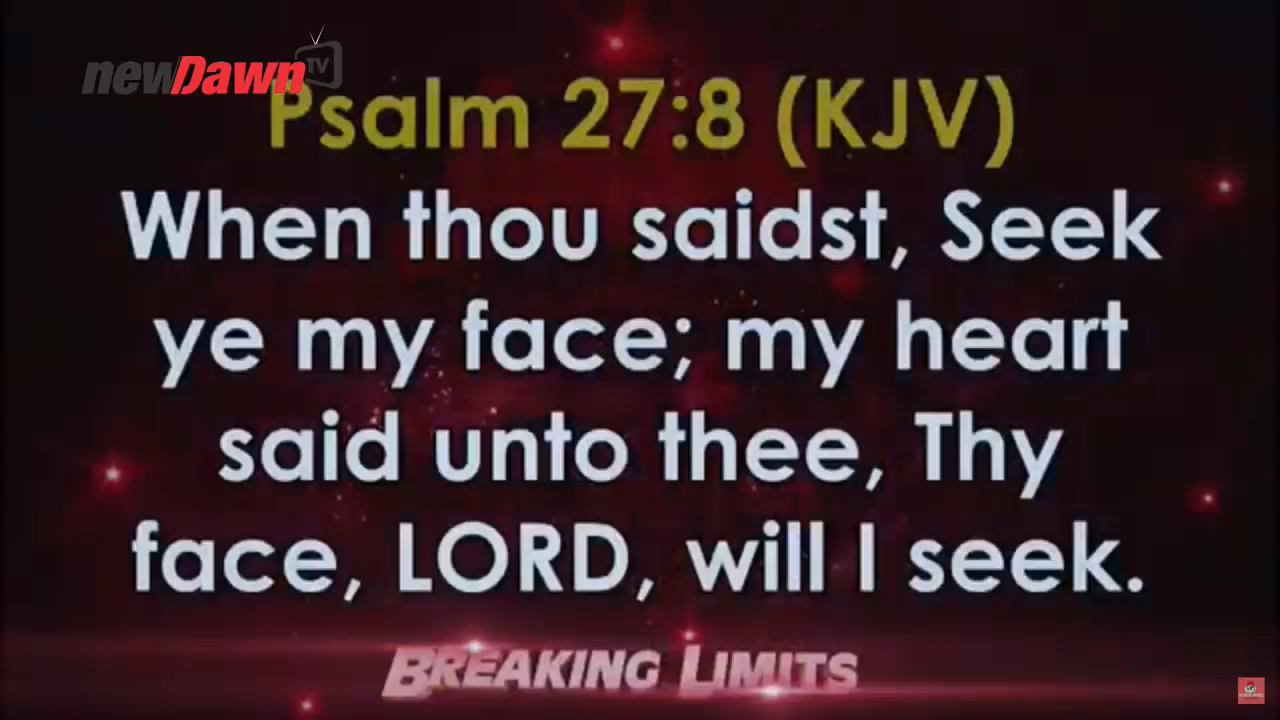 newDawn TV
Psalm 27:8 (KJV)
When thou saidst, Seek
ye my face; my heart
said unto thee, Thy
face, LORD, will I seek.
BREAKING LIMITS